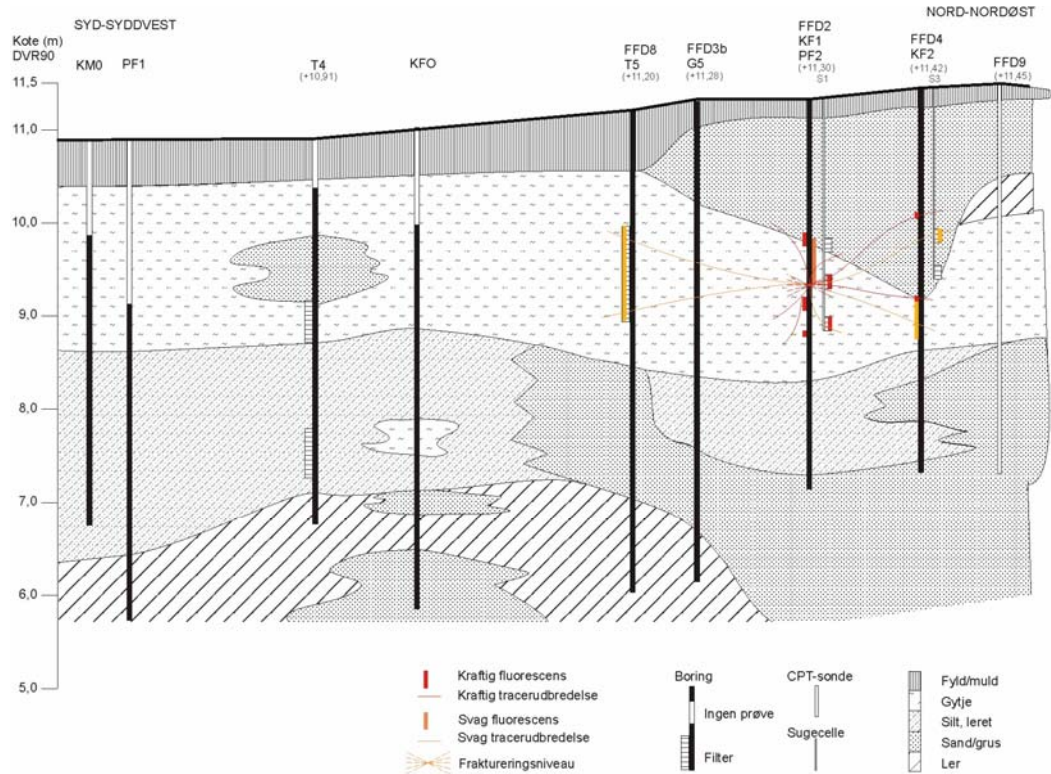 SYD-SYDDVEST
NORD-NORDØST
Kote (m)
DVR90
KM0
PF1
T4
(+10,91)
KFO
FFD8
T5
(+11,20)
FFD3b
G5
(+11,28)
FFD2
KF1
PF2
(+11,30)
S1
FFD4
KF2
(+11,42)
S3
FFD9
(+11,45)
11,5
11,0
10,0
9,0
8,0
7,0
6,0
5,0
Kraftig fluorescens
Kraftig tracerudbredelse
Svag fluorescens
Svag tracerudbredelse
Fraktureringsniveau
Boring
Ingen prøve
Filter
CPT-sonde
Sugecelle
Fyld/muld
Gytje
Silt, leret
Sand/grus
Ler